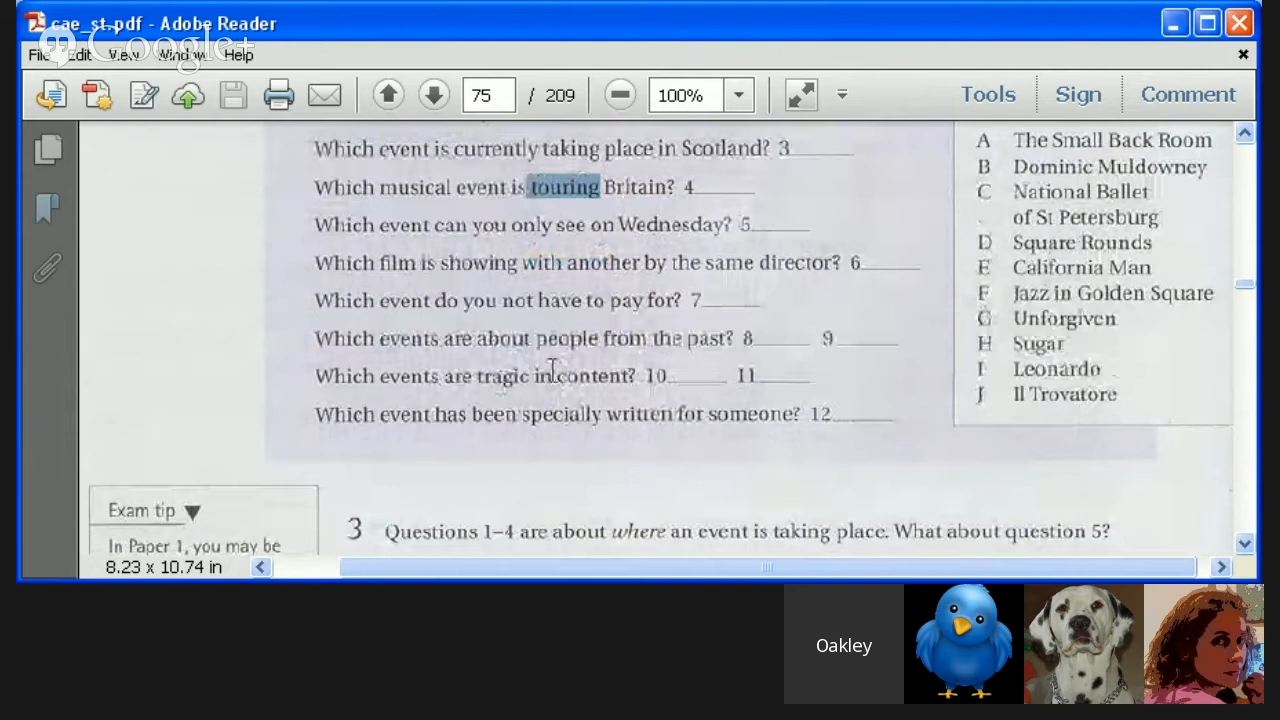 cae_st.pdf - Adobe Reader
Google+
File Edit View Window Help
75 / 209 100% Tools Sign Comment
Which event is currently taking place in Scotland? 3
Which musical event is touring Britain? 4
Which event can you only see on Wednesday? 5
Which film is showing with another by the same director? 6
Which event do you not have to pay for? 7
Which events are about people from the past? 8 9
Which events are tragic in content? 10 11
Which event has been specially written for someone? 12
A The Small Back Room
B Dominic Muldowney
C National Ballet
of St Petersburg
D Square Rounds
E California Man
F Jazz in Golden Square
G Unforgiven
H Sugar
I Leonardo
J Il Trovatore
Exam tip
In Paper 1, you may be
3 Questions 1–4 are about where an event is taking place. What about question 5?
8.23 x 10.74 in
Oakley